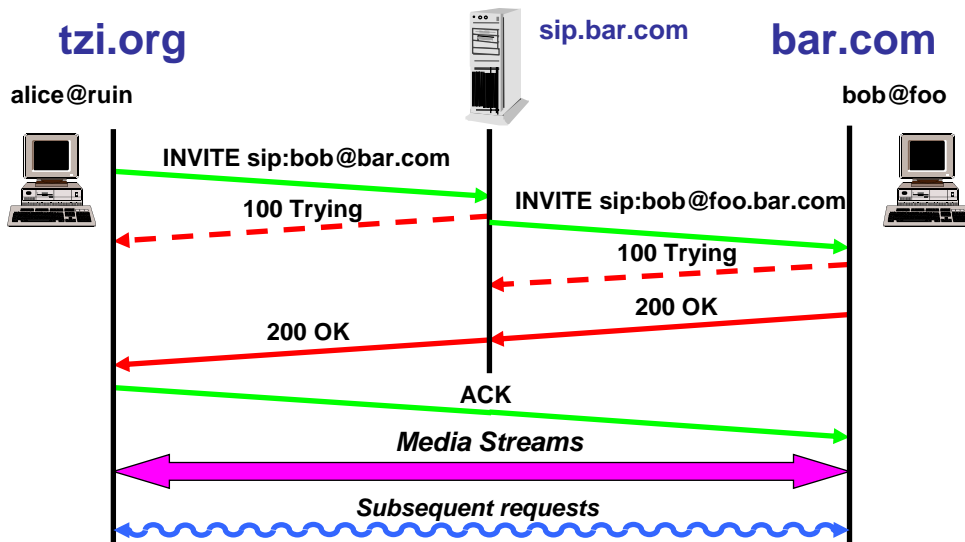 tzi.org
sip.bar.com
bar.com
alice@ruin
bob@foo
INVITE sip:bob@bar.com
INVITE sip:bob@foo.bar.com
100 Trying
100 Trying
200 OK
200 OK
ACK
Media Streams
Subsequent requests